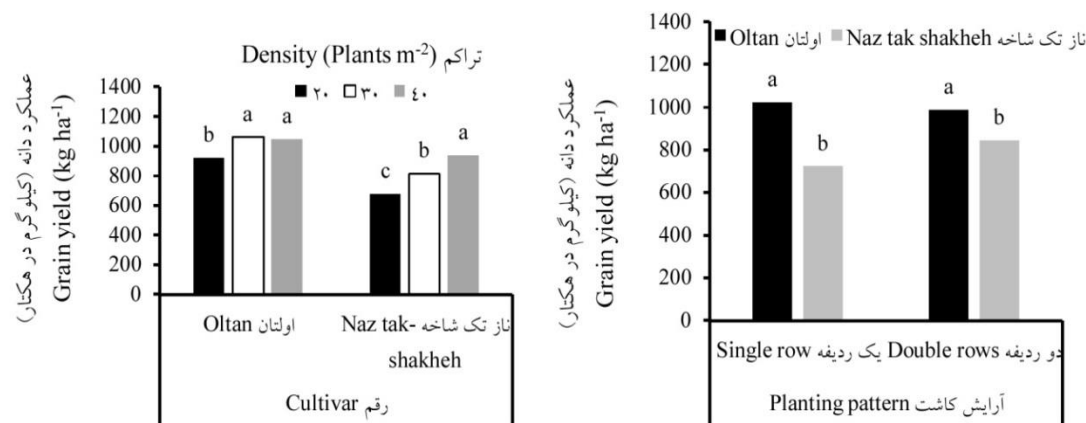 Density (Plants m⁻²) تراکم
۲۰ ۳۰ ٤۰
عملکرد دانه (کیلوگرم در هکتار)
Grain yield (kg ha⁻¹)
1400
1200
1000
800
600
400
200
0
b a a c b a
Oltan اولتان
Naz tak- ناز تک شاخه
shakheh
Cultivar رقم
Oltan اولتان
Naz tak shakheh ناز تک شاخه
عملکرد دانه (کیلوگرم در هکتار)
Grain yield (kg ha⁻¹)
1400
1200
1000
800
600
400
200
0
a b a b
Single row یک ردیفه
Double rows دو ردیفه
Planting pattern آرایش کاشت